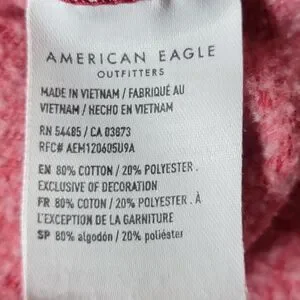 AMERICAN EAGLE
OUTFITTERS
MADE IN VIETNAM / FABRIQUÉ AU
VIETNAM / HECHO EN VIETNAM
RN 54485 / CA 03873
RFC# AEM120605U9A
EN 80% COTTON / 20% POLYESTER .
EXCLUSIVE OF DECORATION
FR 80% COTON / 20% POLYESTER . À
L'EXCEPTION DE LA GARNITURE
SP 80% algodón / 20% poliéster